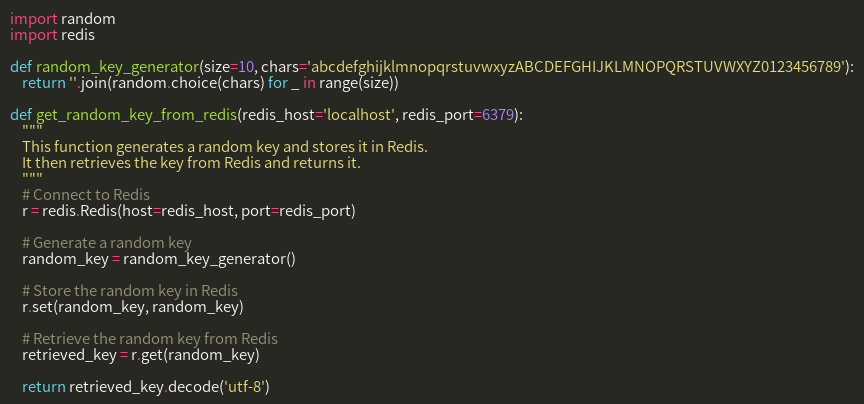 import random
import redis

def random_key_generator(size=10, chars='abcdefghijklmnopqrstuvwxyzABCDEFGHIJKLMNOPQRSTUVWXYZ0123456789'):
    return ''.join(random.choice(chars) for _ in range(size))

def get_random_key_from_redis(redis_host='localhost', redis_port=6379):
    """
    This function generates a random key and stores it in Redis.
    It then retrieves the key from Redis and returns it.
    """
    # Connect to Redis
    r = redis.Redis(host=redis_host, port=redis_port)

    # Generate a random key
    random_key = random_key_generator()

    # Store the random key in Redis
    r.set(random_key, random_key)

    # Retrieve the random key from Redis
    retrieved_key = r.get(random_key)

    return retrieved_key.decode('utf-8')